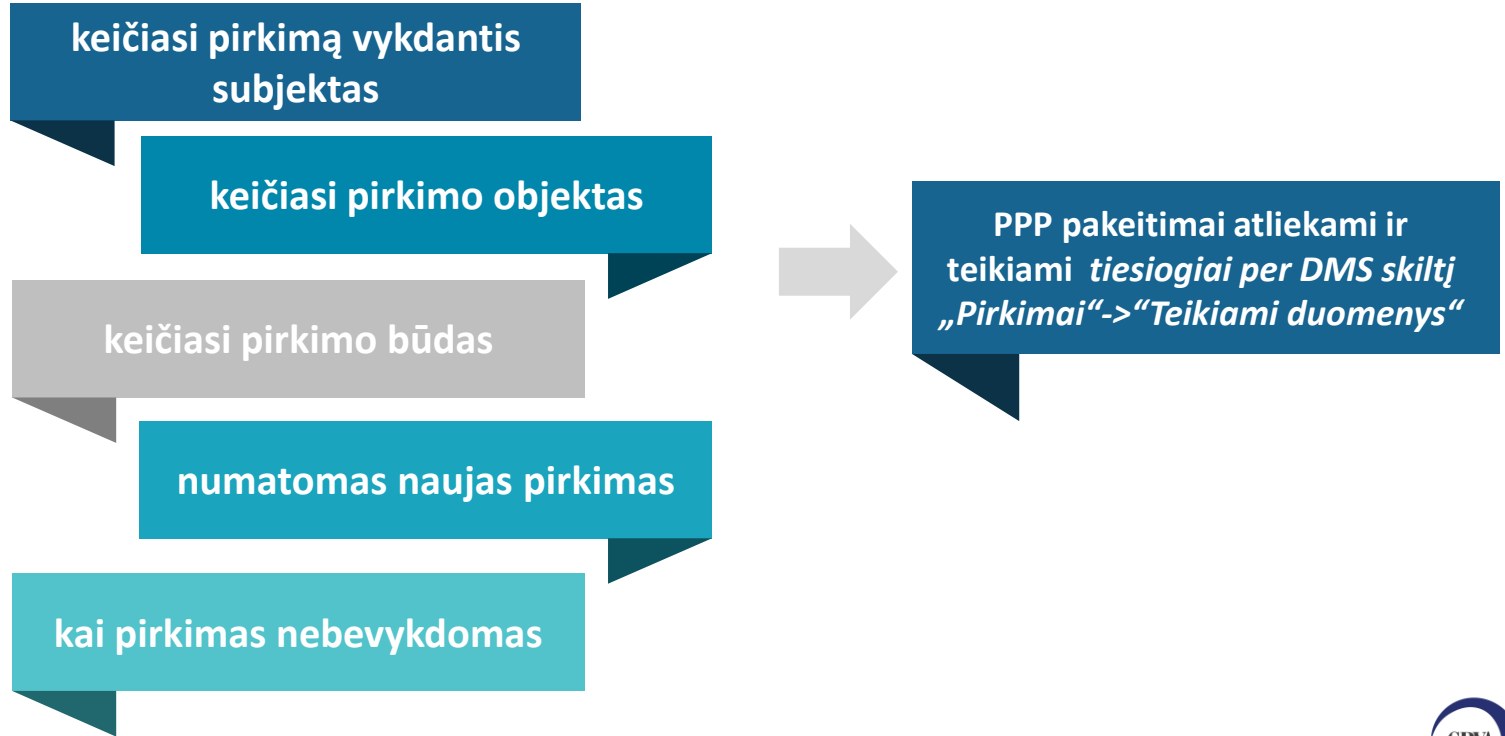 keičiasi pirkimą vykdantis
subjektas
keičiasi pirkimo objektas
keičiasi pirkimo būdas
numatomas naujas pirkimas
kai pirkimas nebevykdomas
PPP pakeitimai atliekami ir
teikiami tiesiogiai per DMS skiltį
„Pirkimai“->“Teikiami duomenys“